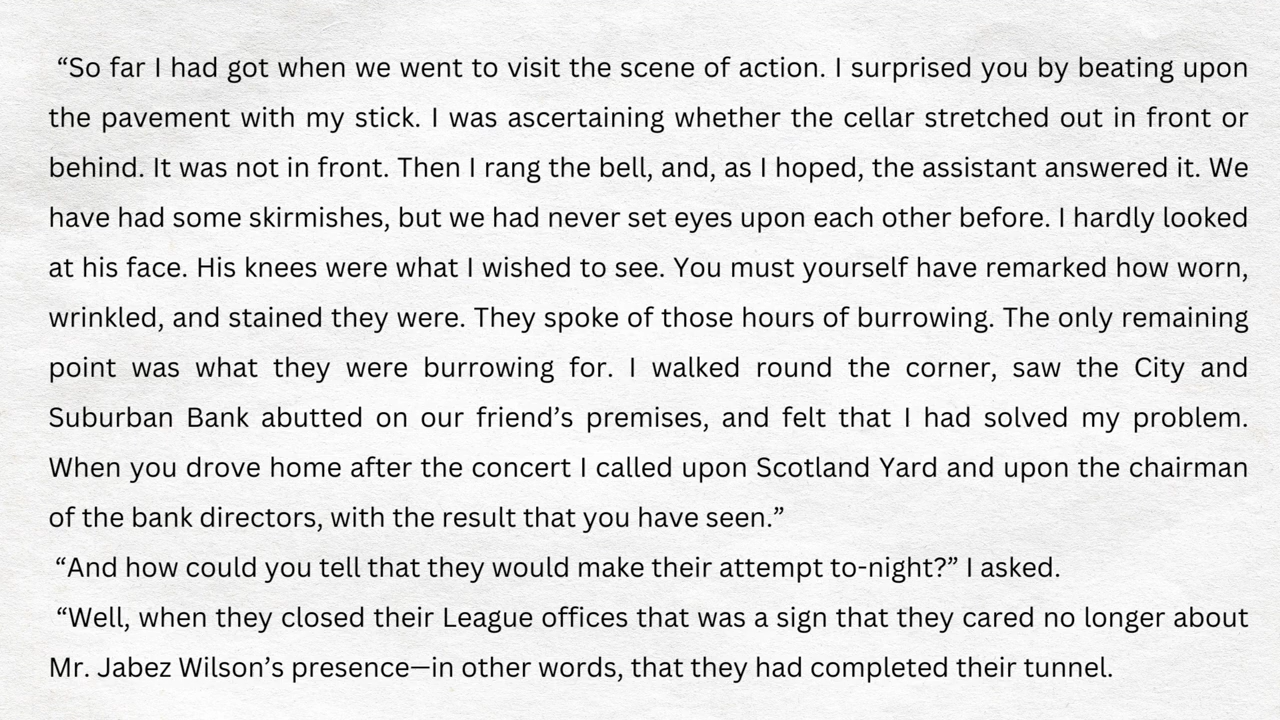 “So far I had got when we went to visit the scene of action. I surprised you by beating upon
the pavement with my stick. I was ascertaining whether the cellar stretched out in front or
behind. It was not in front. Then I rang the bell, and, as I hoped, the assistant answered it. We
have had some skirmishes, but we had never set eyes upon each other before. I hardly looked
at his face. His knees were what I wished to see. You must yourself have remarked how worn,
wrinkled, and stained they were. They spoke of those hours of burrowing. The only remaining
point was what they were burrowing for. I walked round the corner, saw the City and
Suburban Bank abutted on our friend’s premises, and felt that I had solved my problem.
When you drove home after the concert I called upon Scotland Yard and upon the chairman
of the bank directors, with the result that you have seen.”
“And how could you tell that they would make their attempt to-night?” I asked.
“Well, when they closed their League offices that was a sign that they cared no longer about
Mr. Jabez Wilson’s presence—in other words, that they had completed their tunnel.